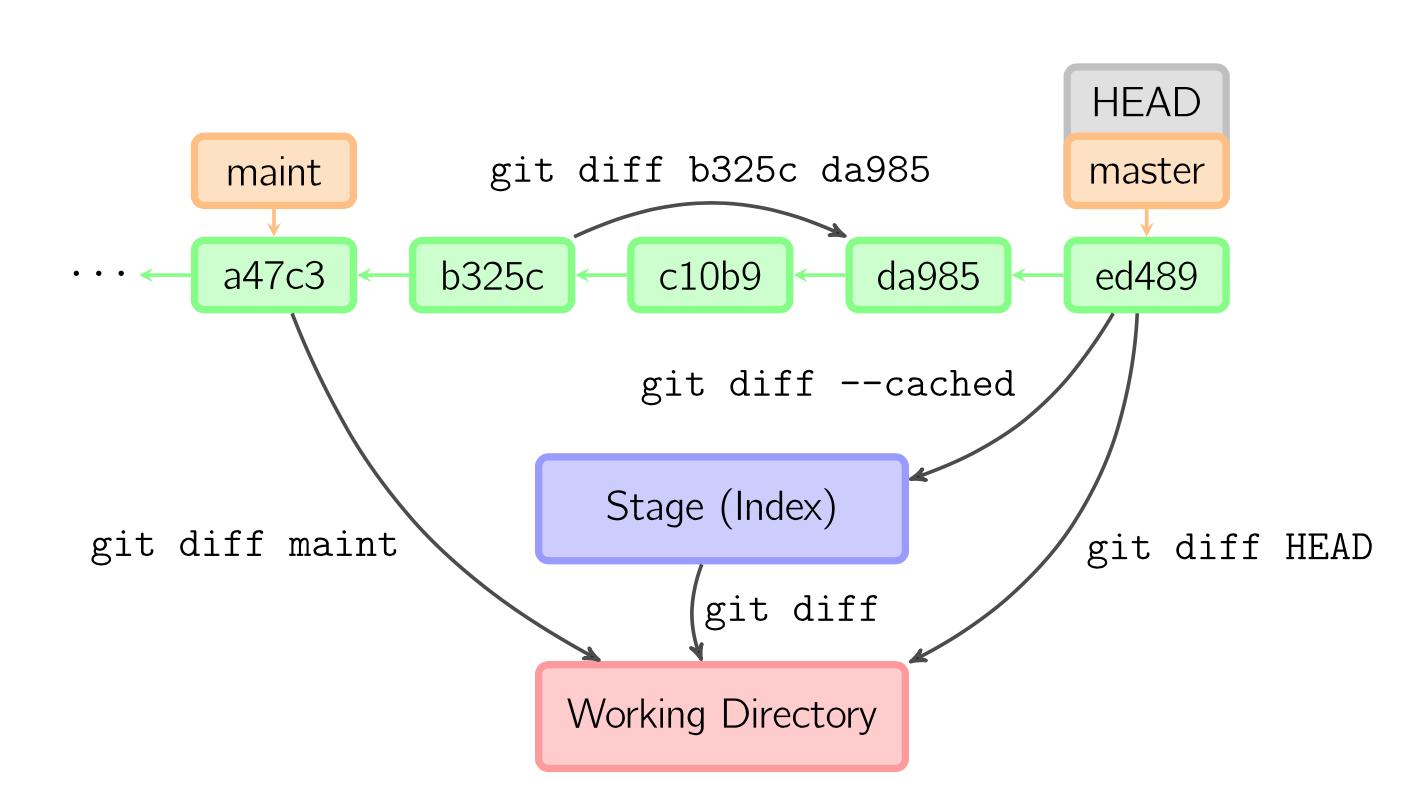 HEAD
maint
git diff b325c da985
master
...
a47c3
b325c
c10b9
da985
ed489
git diff --cached
Stage (Index)
git diff maint
git diff HEAD
git diff
Working Directory